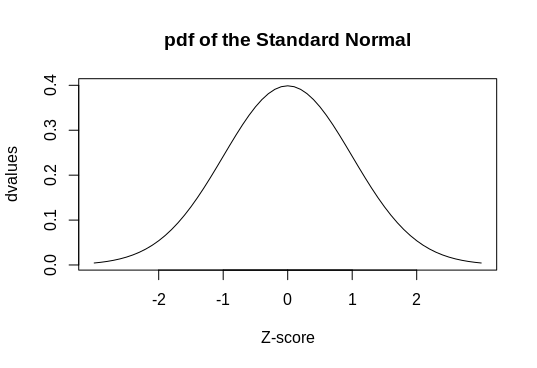 pdf of the Standard Normal
dvalues
0.4
0.3
0.2
0.1
0.0
-2 -1 0 1 2
Z-score